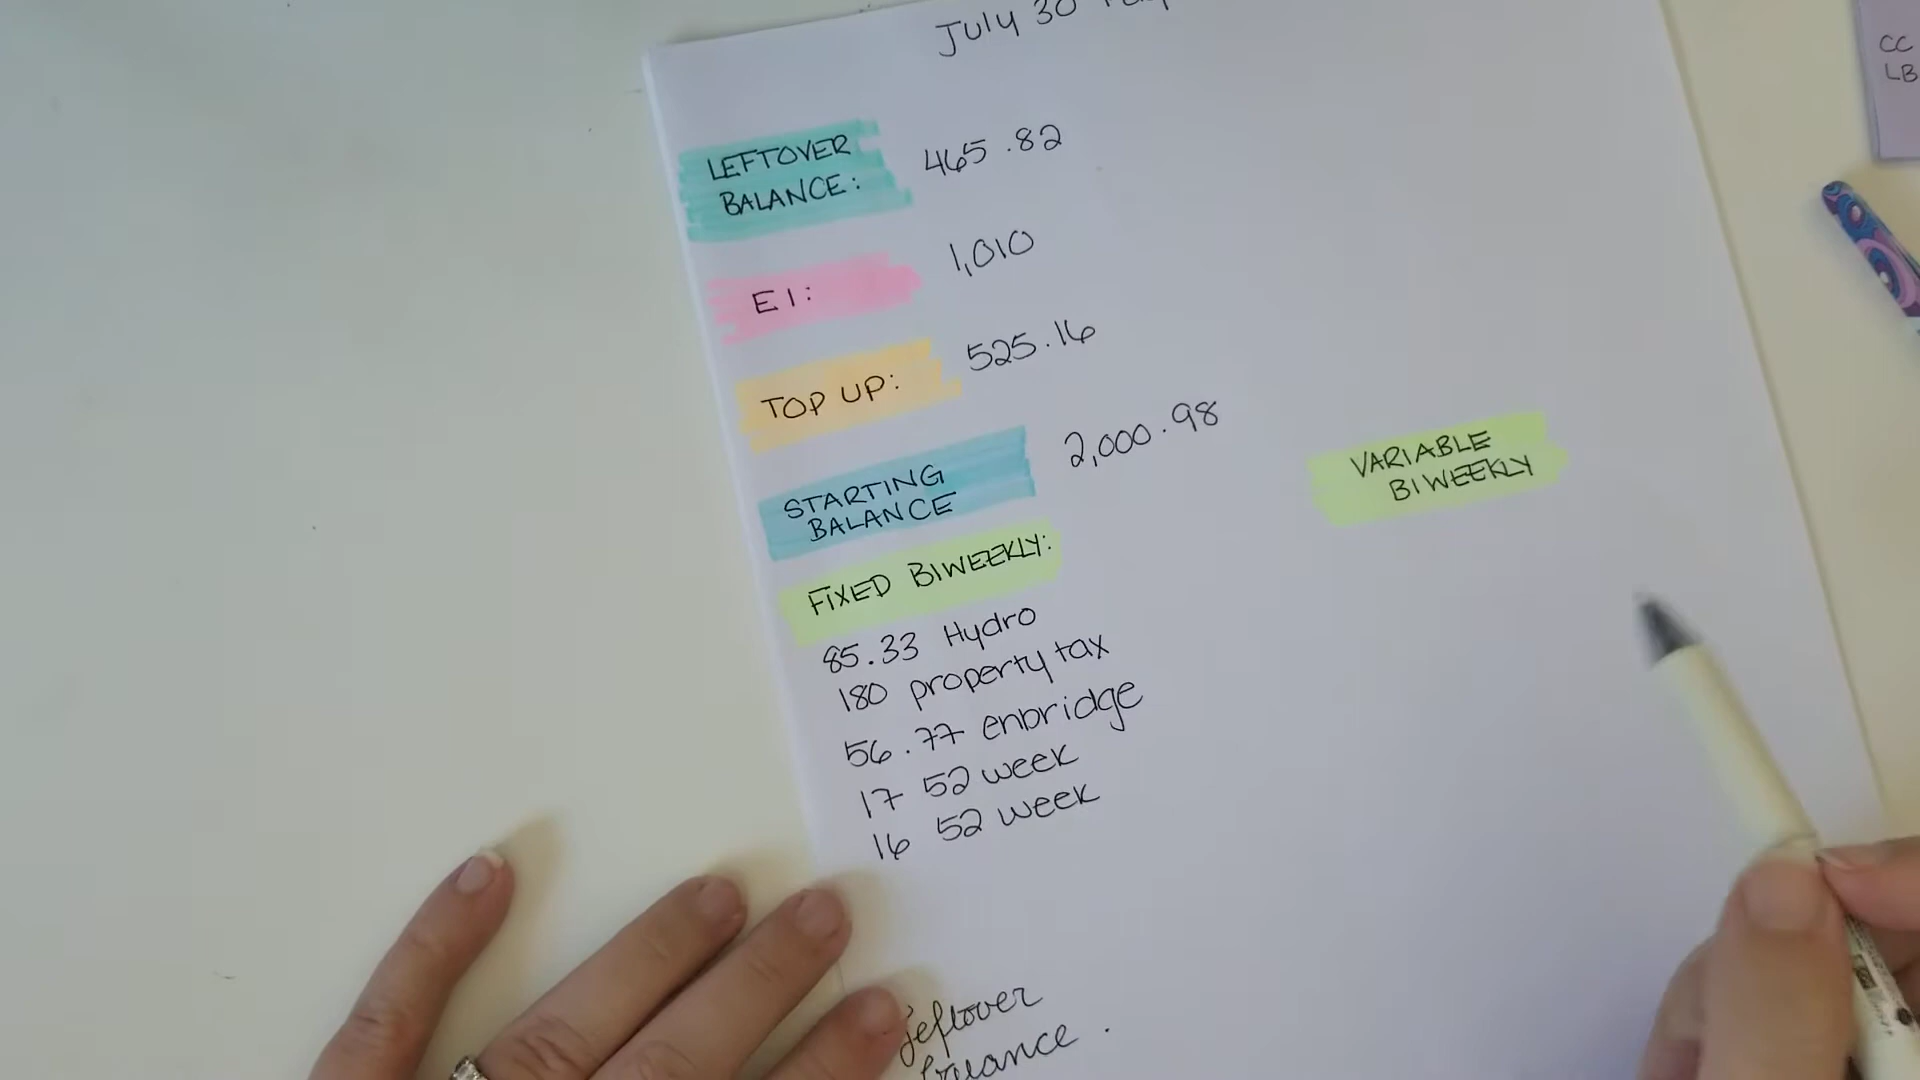 July 30
CC
LB
LEFTOVER
BALANCE:
465.82
EI:
1,010
TOP UP:
525.16
STARTING
BALANCE
2,000.98
FIXED BIWEEKLY:
85.33 Hydro
180 property tax
56.77 enbridge
17 52 week
16 52 week
VARIABLE
BIWEEKLY
leftover
balance.